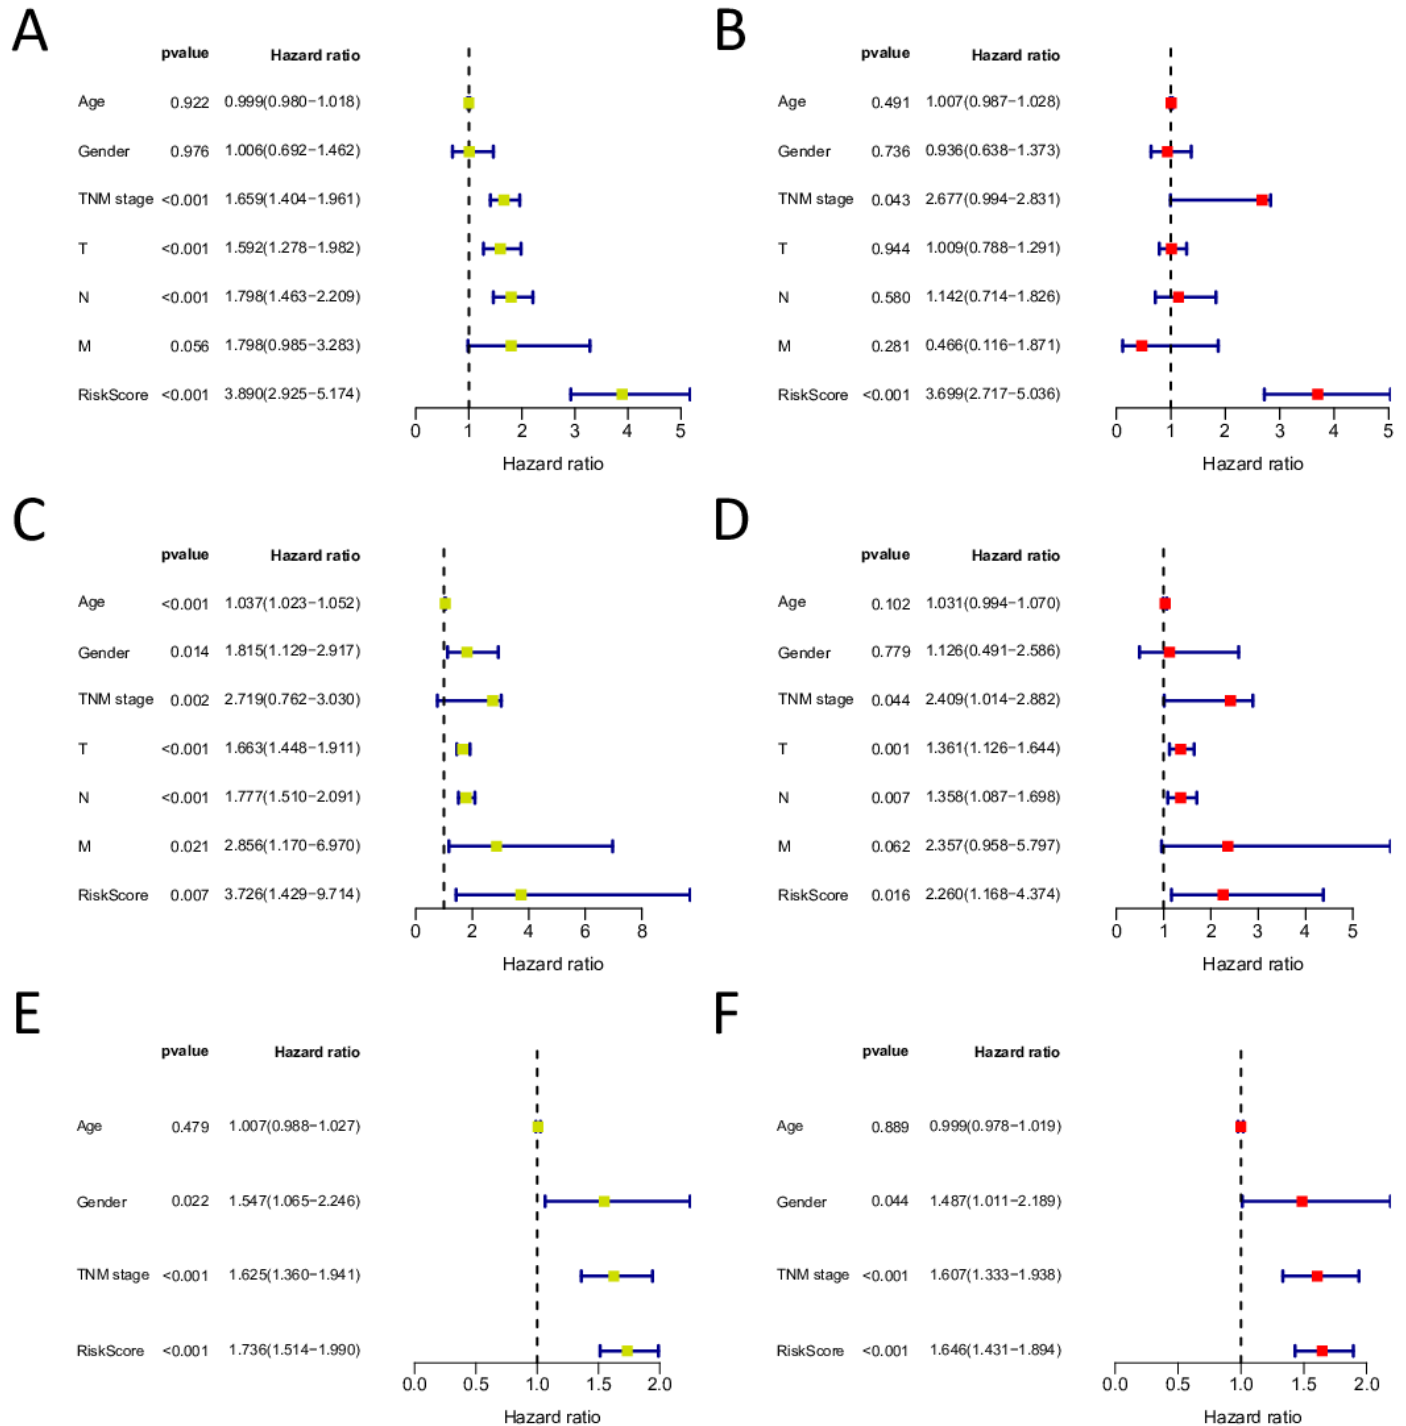 A
pvalue Hazard ratio
Age 0.922 0.999(0.980−1.018)
Gender 0.976 1.006(0.692−1.462)
TNM stage <0.001 1.659(1.404−1.961)
T <0.001 1.592(1.278−1.982)
N <0.001 1.798(1.463−2.209)
M 0.056 1.798(0.985−3.283)
RiskScore <0.001 3.890(2.925−5.174)
0 1 2 3 4 5
Hazard ratio
B
pvalue Hazard ratio
Age 0.491 1.007(0.987−1.028)
Gender 0.736 0.936(0.638−1.373)
TNM stage 0.043 2.677(0.994−2.831)
T 0.944 1.009(0.788−1.291)
N 0.580 1.142(0.714−1.826)
M 0.281 0.466(0.116−1.871)
RiskScore <0.001 3.699(2.717−5.036)
0 1 2 3 4 5
Hazard ratio
C
pvalue Hazard ratio
Age <0.001 1.037(1.023−1.052)
Gender 0.014 1.815(1.129−2.917)
TNM stage 0.002 2.719(0.762−3.030)
T <0.001 1.663(1.448−1.911)
N <0.001 1.777(1.510−2.091)
M 0.021 2.856(1.170−6.970)
RiskScore 0.007 3.726(1.429−9.714)
0 2 4 6 8
Hazard ratio
D
pvalue Hazard ratio
Age 0.102 1.031(0.994−1.070)
Gender 0.779 1.126(0.491−2.586)
TNM stage 0.044 2.409(1.014−2.882)
T 0.001 1.361(1.126−1.644)
N 0.007 1.358(1.087−1.698)
M 0.062 2.357(0.958−5.797)
RiskScore 0.016 2.260(1.168−4.374)
0 1 2 3 4 5
Hazard ratio
E
pvalue Hazard ratio
Age 0.479 1.007(0.988−1.027)
Gender 0.022 1.547(1.065−2.246)
TNM stage <0.001 1.625(1.360−1.941)
RiskScore <0.001 1.736(1.514−1.990)
0.0 0.5 1.0 1.5 2.0
Hazard ratio
F
pvalue Hazard ratio
Age 0.889 0.999(0.978−1.019)
Gender 0.044 1.487(1.011−2.189)
TNM stage <0.001 1.607(1.333−1.938)
RiskScore <0.001 1.646(1.431−1.894)
0.0 0.5 1.0 1.5 2.0
Hazard ratio